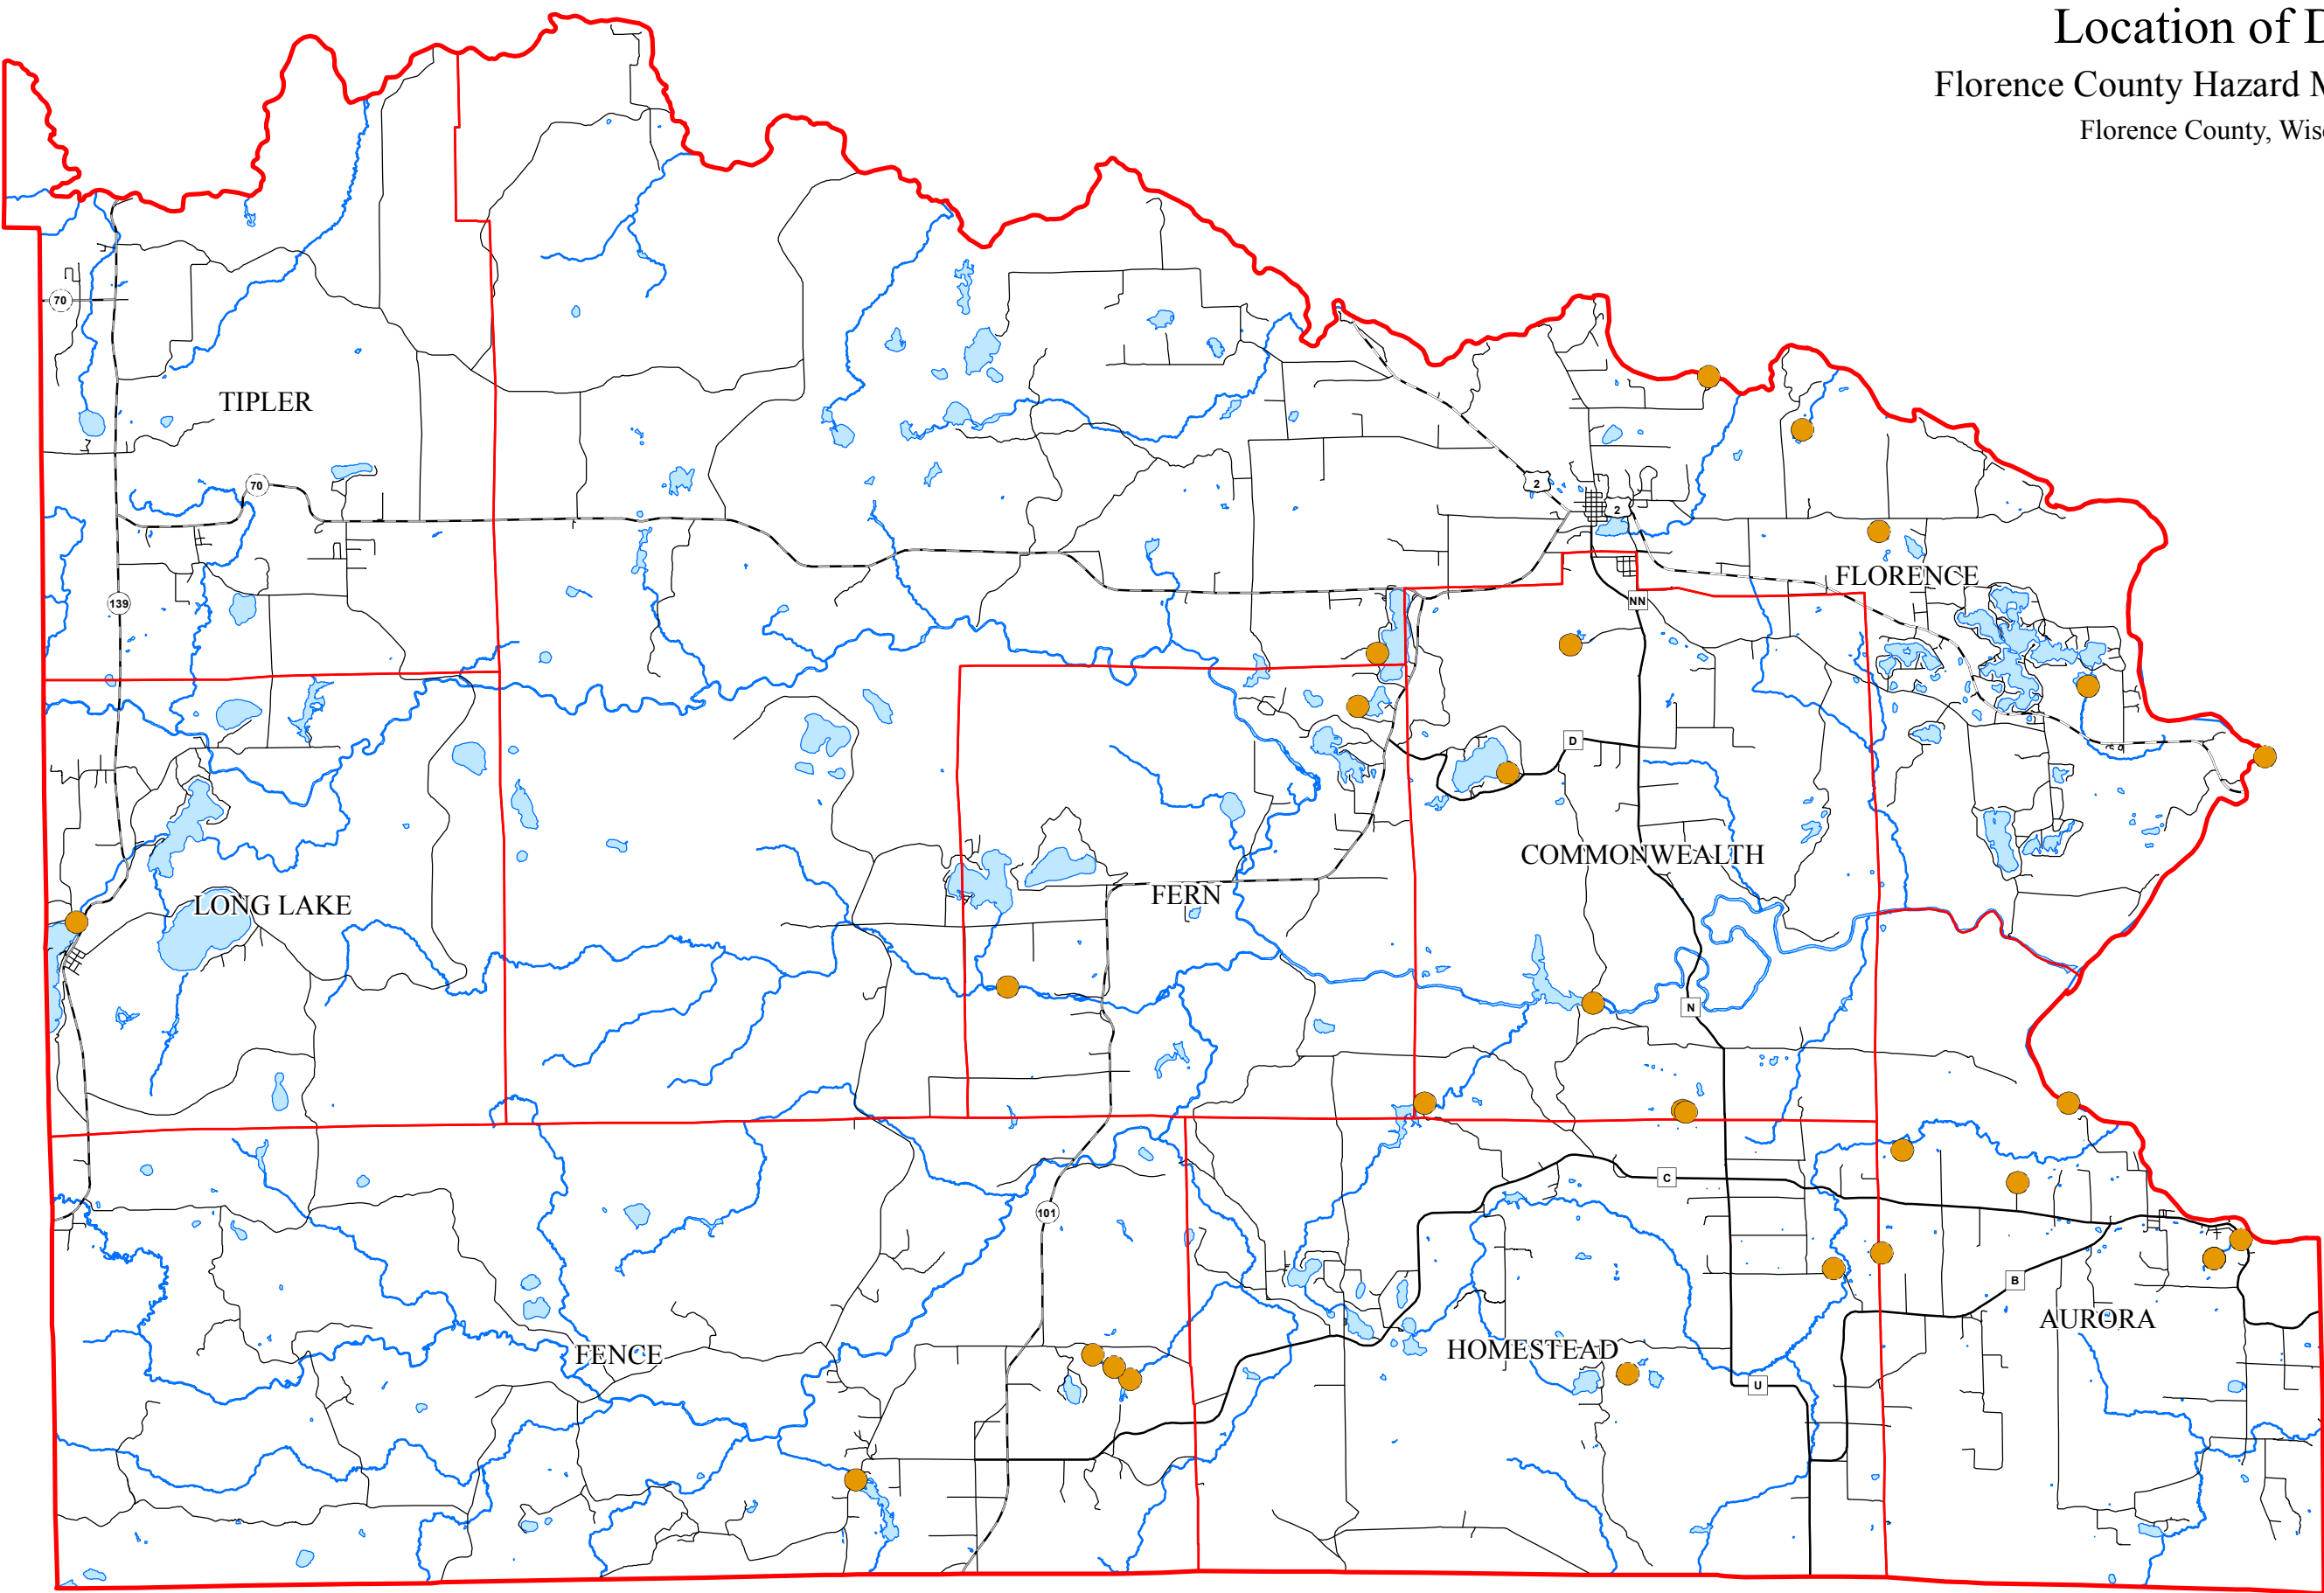 Location of D
Florence County Hazard M
Florence County, Wis
70
TIPLER
70
2
2
139
FLORENCE
NN
D
COMMONWEALTH
LONG LAKE
FERN
N
C
101
B
AURORA
HOMESTEAD
FENCE
U